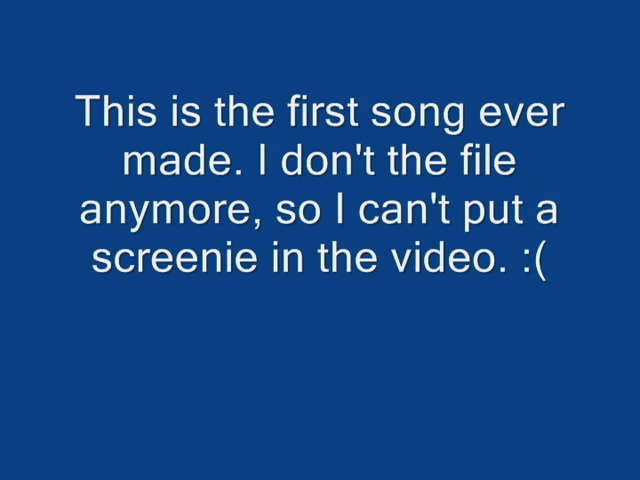 This is the first song ever
made. I don't the file
anymore, so I can't put a
screenie in the video. :(